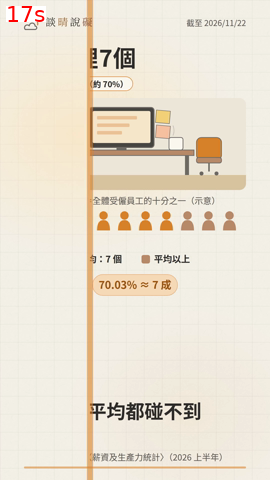 17s
談晴說礙
截至 2026/11/22
7個
（約 70%）
全體受僱員工的十分之一（示意）
均：7 個
平均以上
70.03% ≈ 7 成
平均都碰不到
薪資及生產力統計〉（2026 上半年）